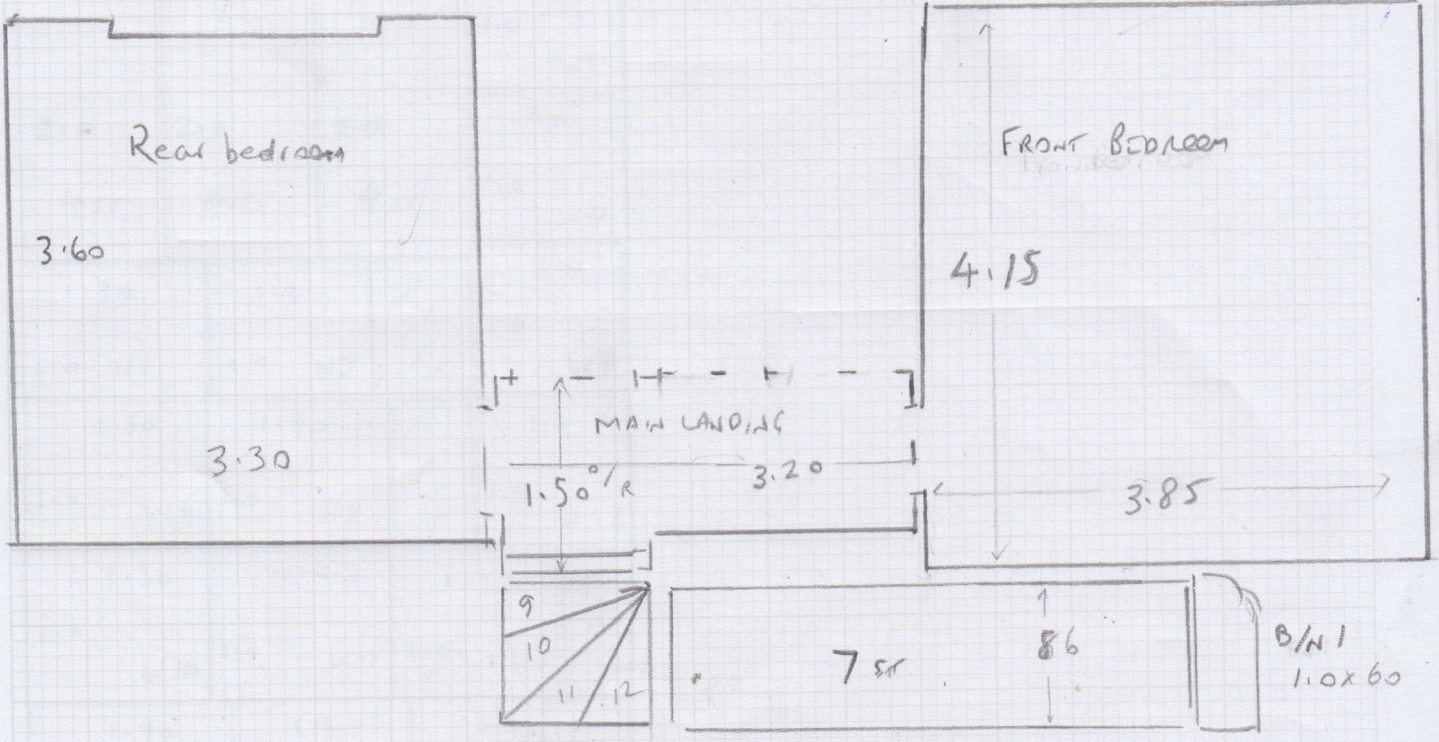 Rear bedroom
FRONT BEDROOM
3.60
4.15
MAIN LANDING
3.30
1.50 o/R
3.20
3.85
9
10
11
12
7 ST
86
B/N 1
1.0 x 60